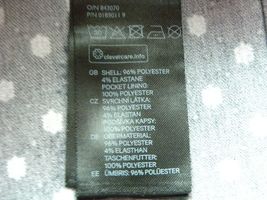 O/N 843070
P/N 0189011 9
clevercare.info
GB SHELL: 96% POLYESTER
4% ELASTANE
POCKET LINING:
100% POLYESTER
CZ SVRCHNÍ LÁTKA:
96% POLYESTER
4% ELASTAN
PODŠÍVKA KAPSY:
100% POLYESTER
DE OBERMATERIAL:
96% POLYESTER
4% ELASTHAN
TASCHENFUTTER:
100% POLYESTER
EE ÜMBRIS: 96% POLÜESTER